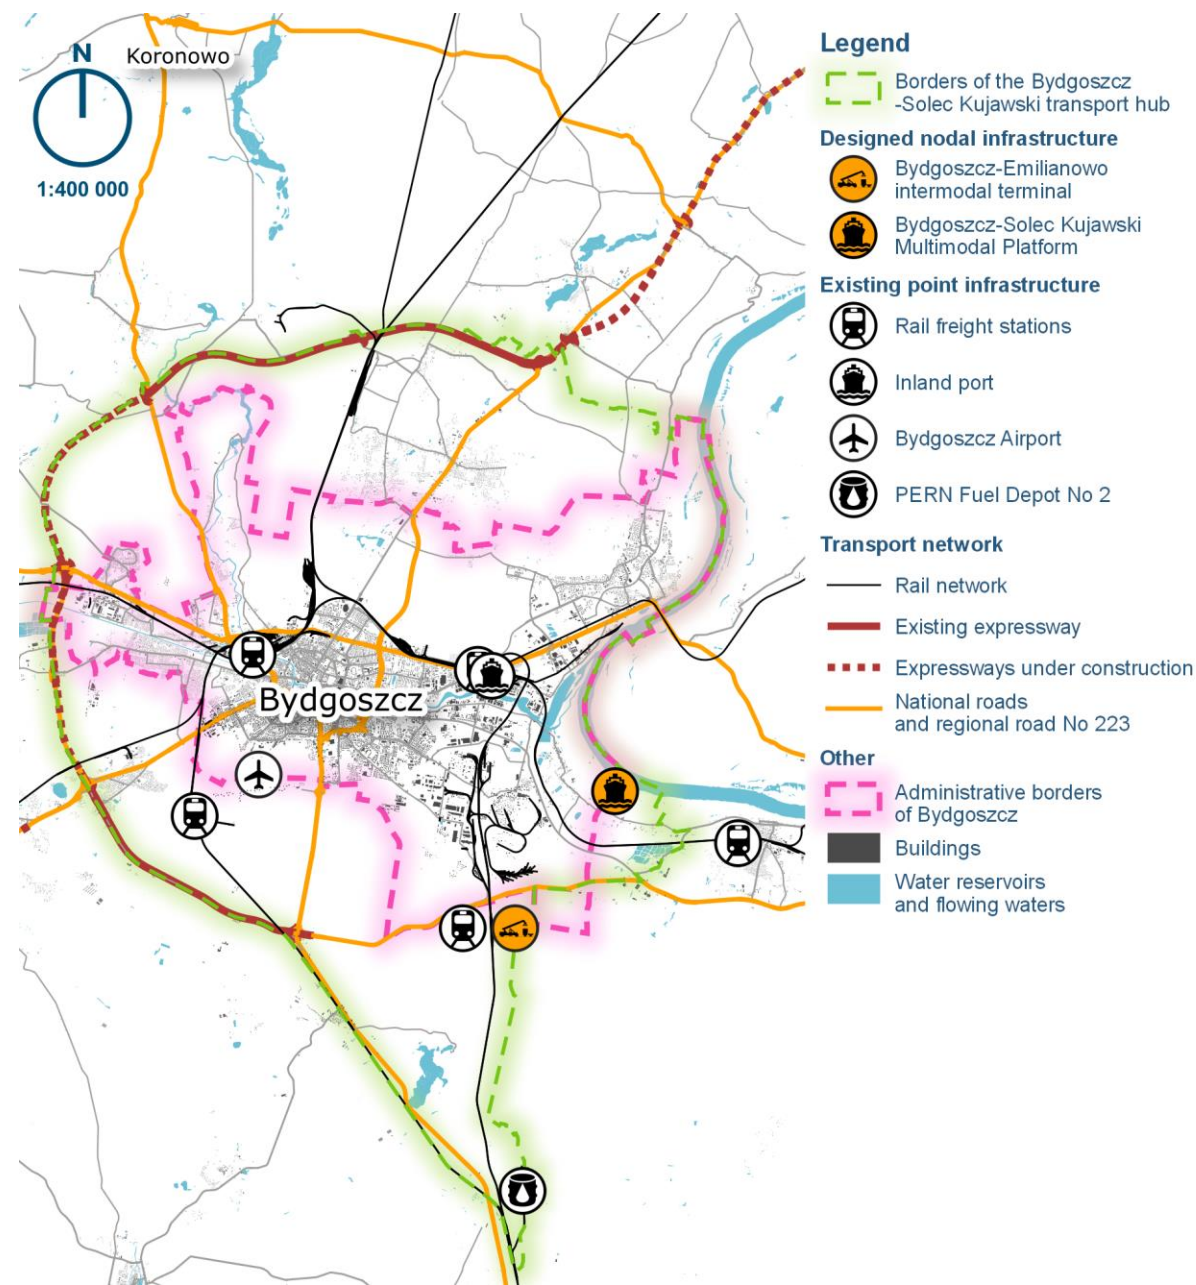 Koronowo
N
1:400 000
Bydgoszcz
Legend
Borders of the Bydgoszcz
-Solec Kujawski transport hub
Designed nodal infrastructure
Bydgoszcz-Emilianowo
intermodal terminal
Bydgoszcz-Solec Kujawski
Multimodal Platform
Existing point infrastructure
Rail freight stations
Inland port
Bydgoszcz Airport
PERN Fuel Depot No 2
Transport network
Rail network
Existing expressway
Expressways under construction
National roads
and regional road No 223
Other
Administrative borders
of Bydgoszcz
Buildings
Water reservoirs
and flowing waters